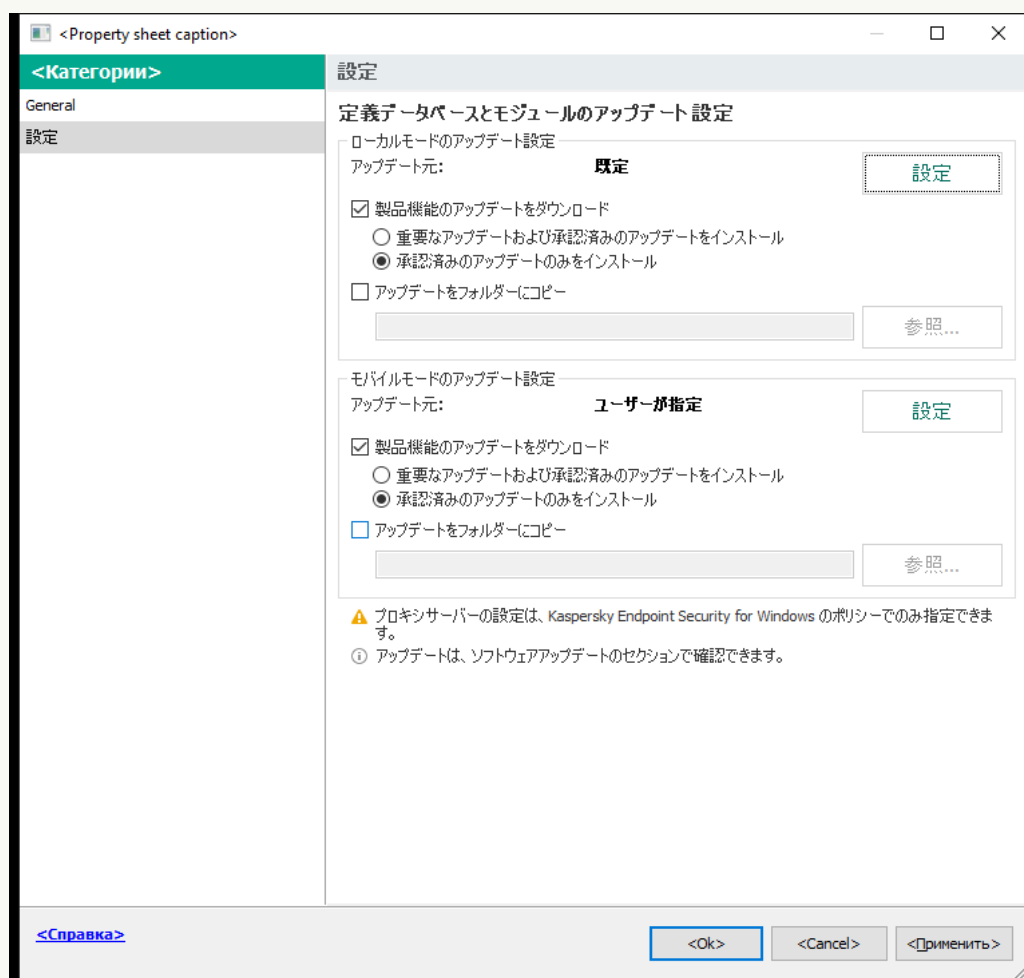 <Property sheet caption>
<Категории>
General
設定
設定
定義データベースとモジュールのアップデート 設定
ローカルモードのアップデート設定
アップデート元: 既定 設定
製品機能のアップデートをダウンロード
重要なアップデートおよび承認済みのアップデートをインストール
承認済みのアップデートのみをインストール
アップデートをフォルダーにコピー
参照...
モバイルモードのアップデート設定
アップデート元: ユーザーが指定 設定
製品機能のアップデートをダウンロード
重要なアップデートおよび承認済みのアップデートをインストール
承認済みのアップデートのみをインストール
アップデートをフォルダーにコピー
参照...
プロキシサーバーの設定は、Kaspersky Endpoint Security for Windows のポリシーでのみ指定できま
す。
アップデートは、ソフトウェアアップデートのセクションで確認できます。
<Справка>
<Ok> <Cancel> <Применить>